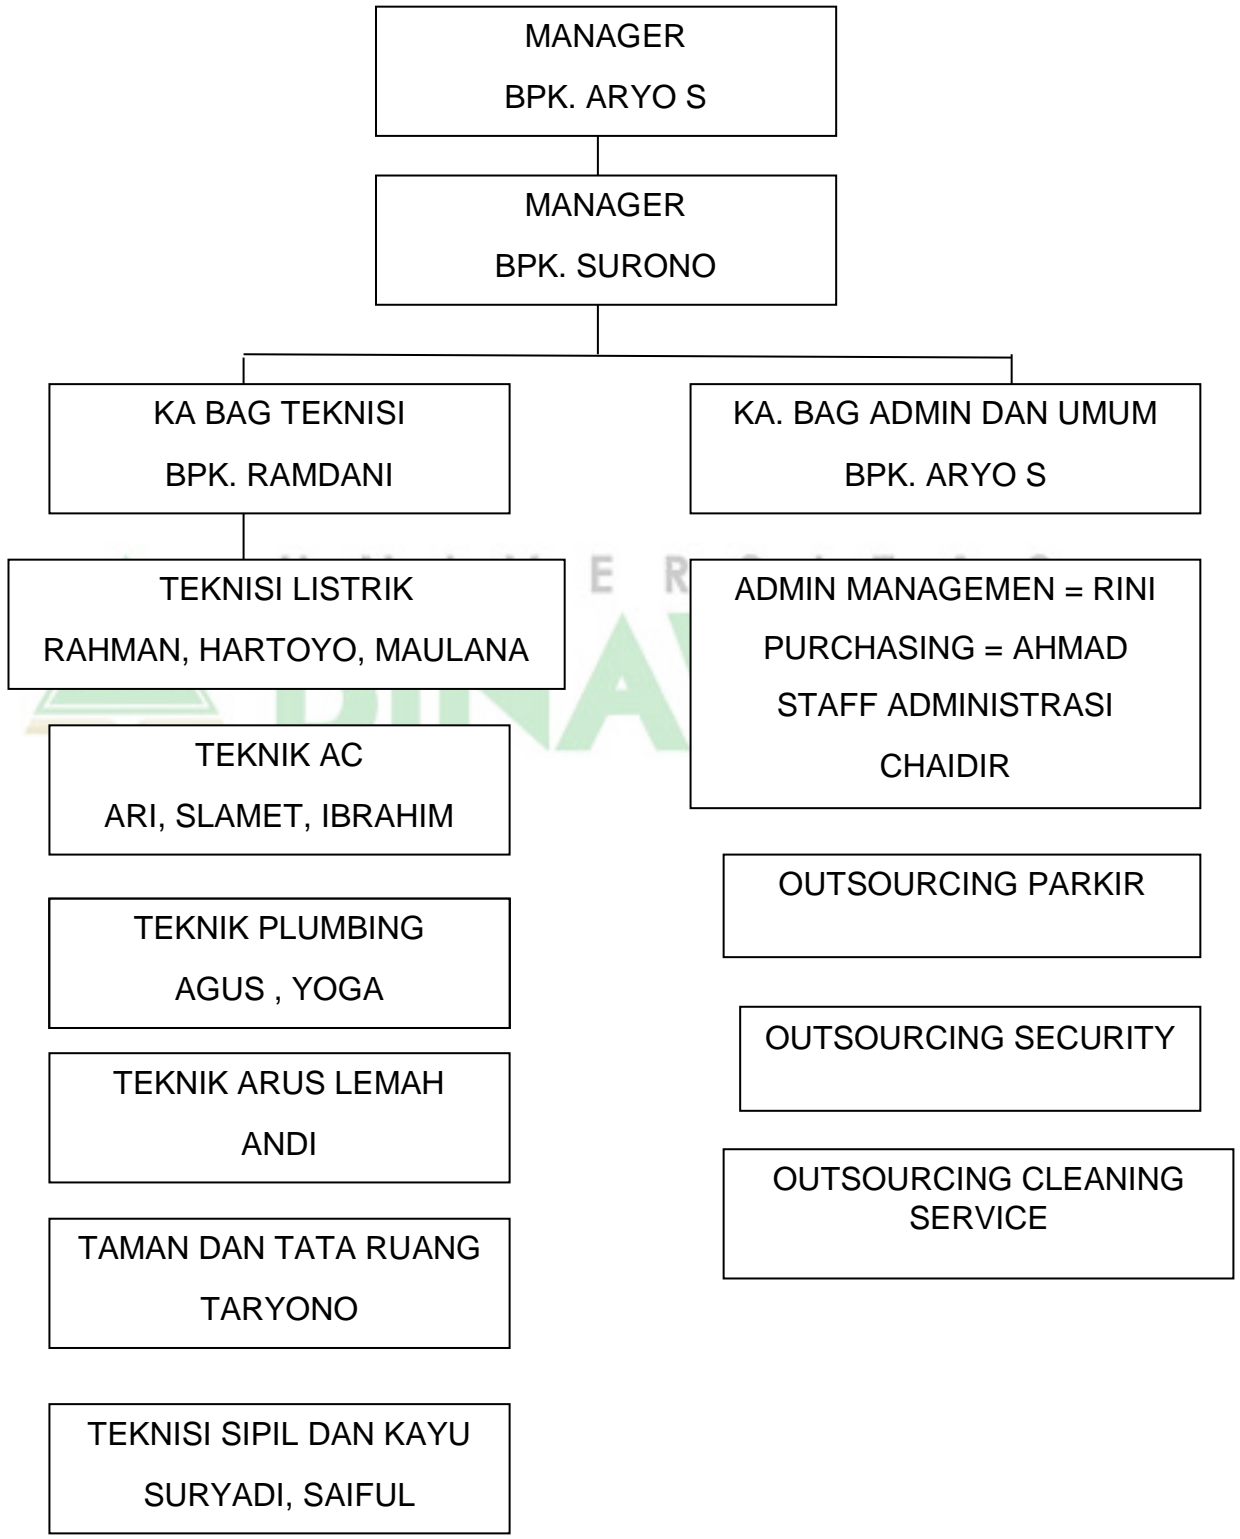 MANAGER
BPK. ARYO S
MANAGER
BPK. SURONO
KA BAG TEKNISI
BPK. RAMDANI
KA. BAG ADMIN DAN UMUM
BPK. ARYO S
TEKNISI LISTRIK
RAHMAN, HARTOYO, MAULANA
TEKNIK AC
ARI, SLAMET, IBRAHIM
TEKNIK PLUMBING
AGUS , YOGA
TEKNIK ARUS LEMAH
ANDI
TAMAN DAN TATA RUANG
TARYONO
TEKNISI SIPIL DAN KAYU
SURYADI, SAIFUL
ADMIN MANAGEMEN = RINI
PURCHASING = AHMAD
STAFF ADMINISTRASI
CHAIDIR
OUTSOURCING PARKIR
OUTSOURCING SECURITY
OUTSOURCING CLEANING
SERVICE